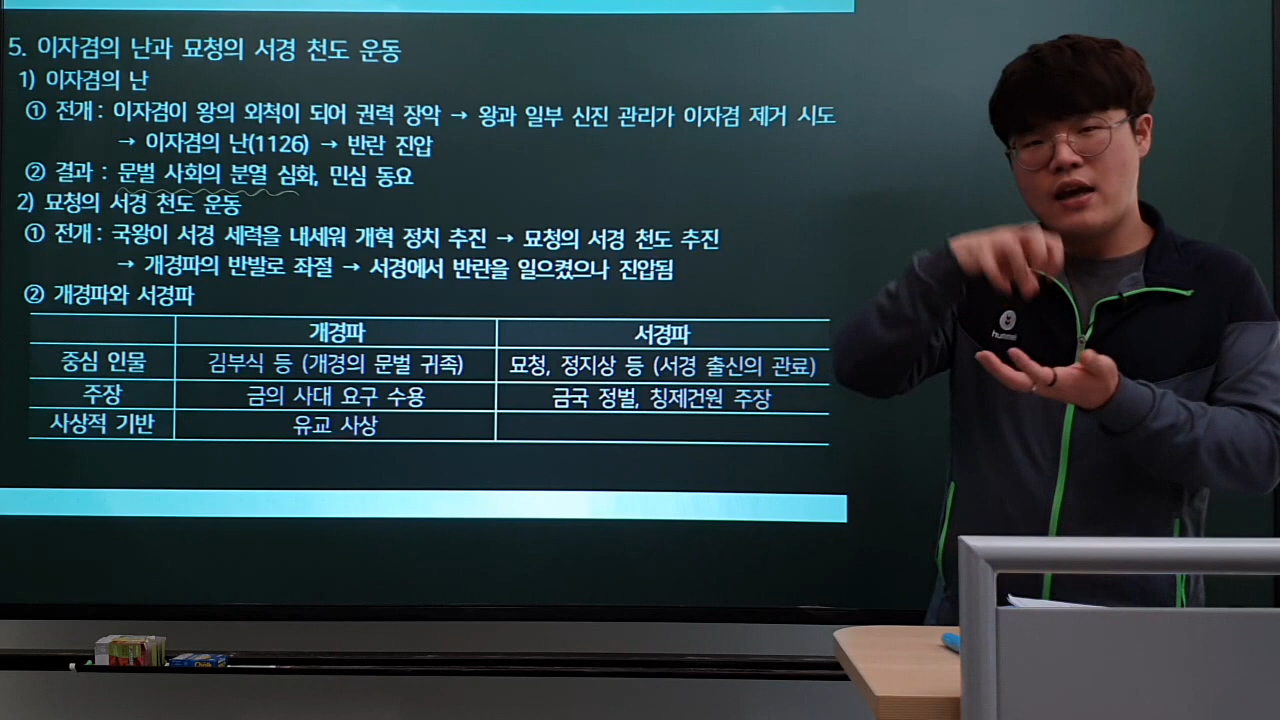 5. 이자겸의 난과 묘청의 서경 천도 운동
1) 이자겸의 난
① 전개 : 이자겸이 왕의 외척이 되어 권력 장악 → 왕과 일부 신진 관리가 이자겸 제거 시도
→ 이자겸의 난(1126) → 반란 진압
② 결과 : 문벌 사회의 분열 심화, 민심 동요
2) 묘청의 서경 천도 운동
① 전개 : 국왕이 서경 세력을 내세워 개혁 정치 추진 → 묘청의 서경 천도 추진
→ 개경파의 반발로 좌절 → 서경에서 반란을 일으켰으나 진압됨
② 개경파와 서경파
개경파 서경파
중심 인물 김부식 등 (개경의 문벌 귀족) 묘청, 정지상 등 (서경 출신의 관료)
주장 금의 사대 요구 수용 금국 정벌, 칭제건원 주장
사상적 기반 유교 사상
hummel
Chalk